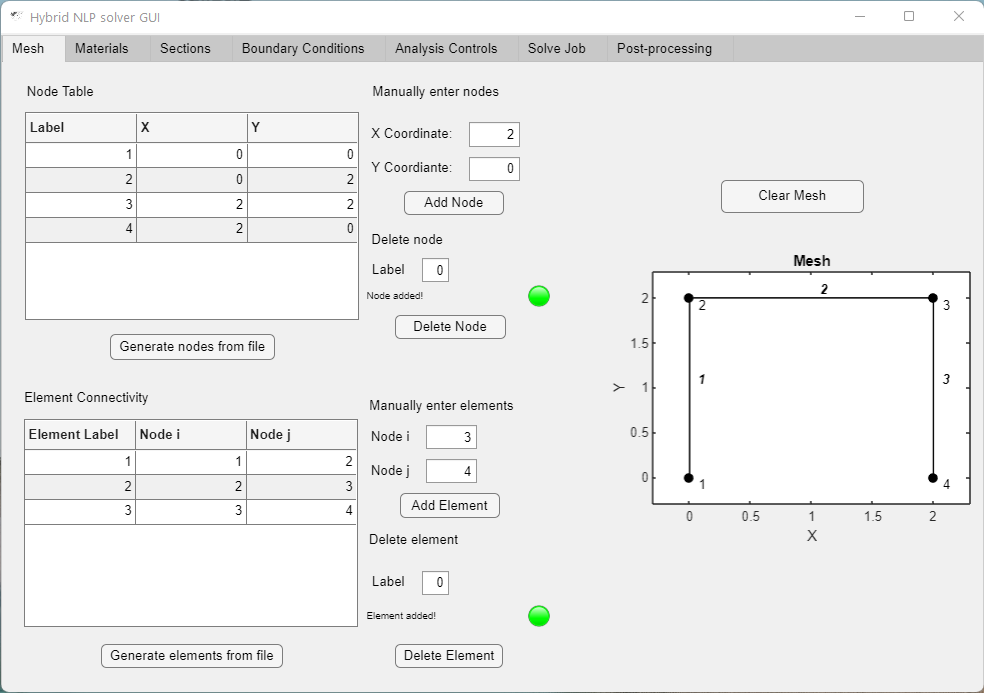 Hybrid NLP solver GUI
Mesh Materials Sections Boundary Conditions Analysis Controls Solve Job Post-processing
Node Table
Label X Y
1 0 0
2 0 2
3 2 2
4 2 0
Generate nodes from file
Manually enter nodes
X Coordinate: 2
Y Coordiante: 0
Add Node
Delete node
Label 0
Node added!
Delete Node
Element Connectivity
Element Label Node i Node j
1 1 2
2 2 3
3 3 4
Generate elements from file
Manually enter elements
Node i 3
Node j 4
Add Element
Delete element
Label 0
Element added!
Delete Element
Clear Mesh
Mesh
2
2 2 3
1.5
1 3
Y 1
0.5
0 1 4
0 0.5 1 1.5 2
X